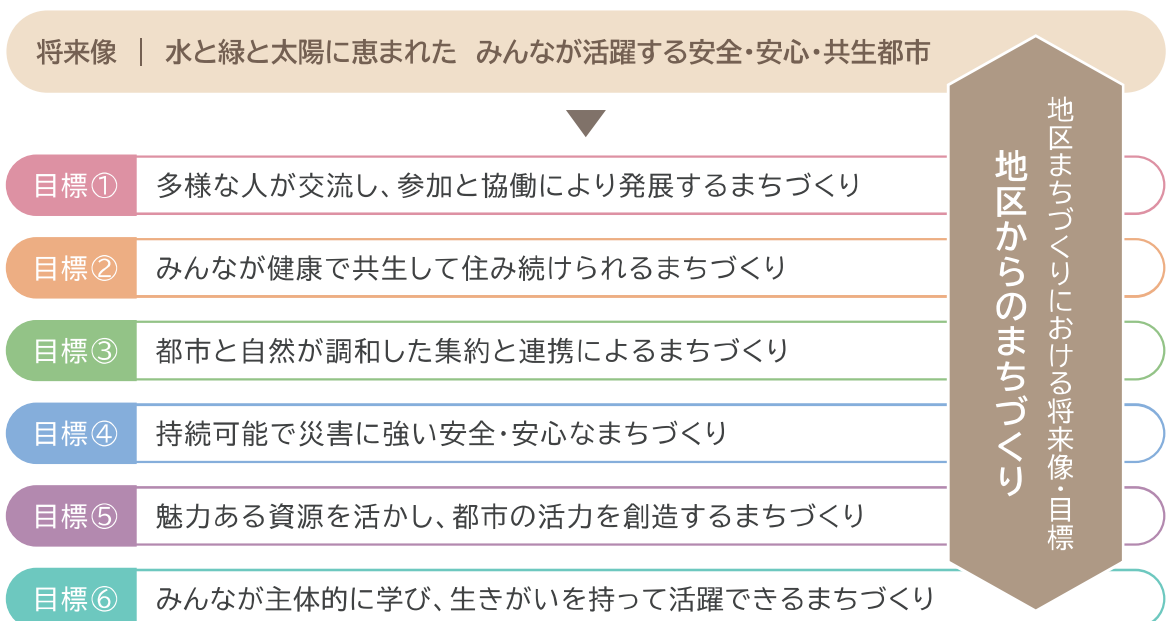 将来像 | 水と緑と太陽に恵まれた みんなが活躍する安全・安心・共生都市
目標① 多様な人が交流し、参加と協働により発展するまちづくり
目標② みんなが健康で共生して住み続けられるまちづくり
目標③ 都市と自然が調和した集約と連携によるまちづくり
目標④ 持続可能で災害に強い安全・安心なまちづくり
目標⑤ 魅力ある資源を活かし、都市の活力を創造するまちづくり
目標⑥ みんなが主体的に学び、生きがいを持って活躍できるまちづくり
地区まちづくりにおける将来像・目標
地区からのまちづくり